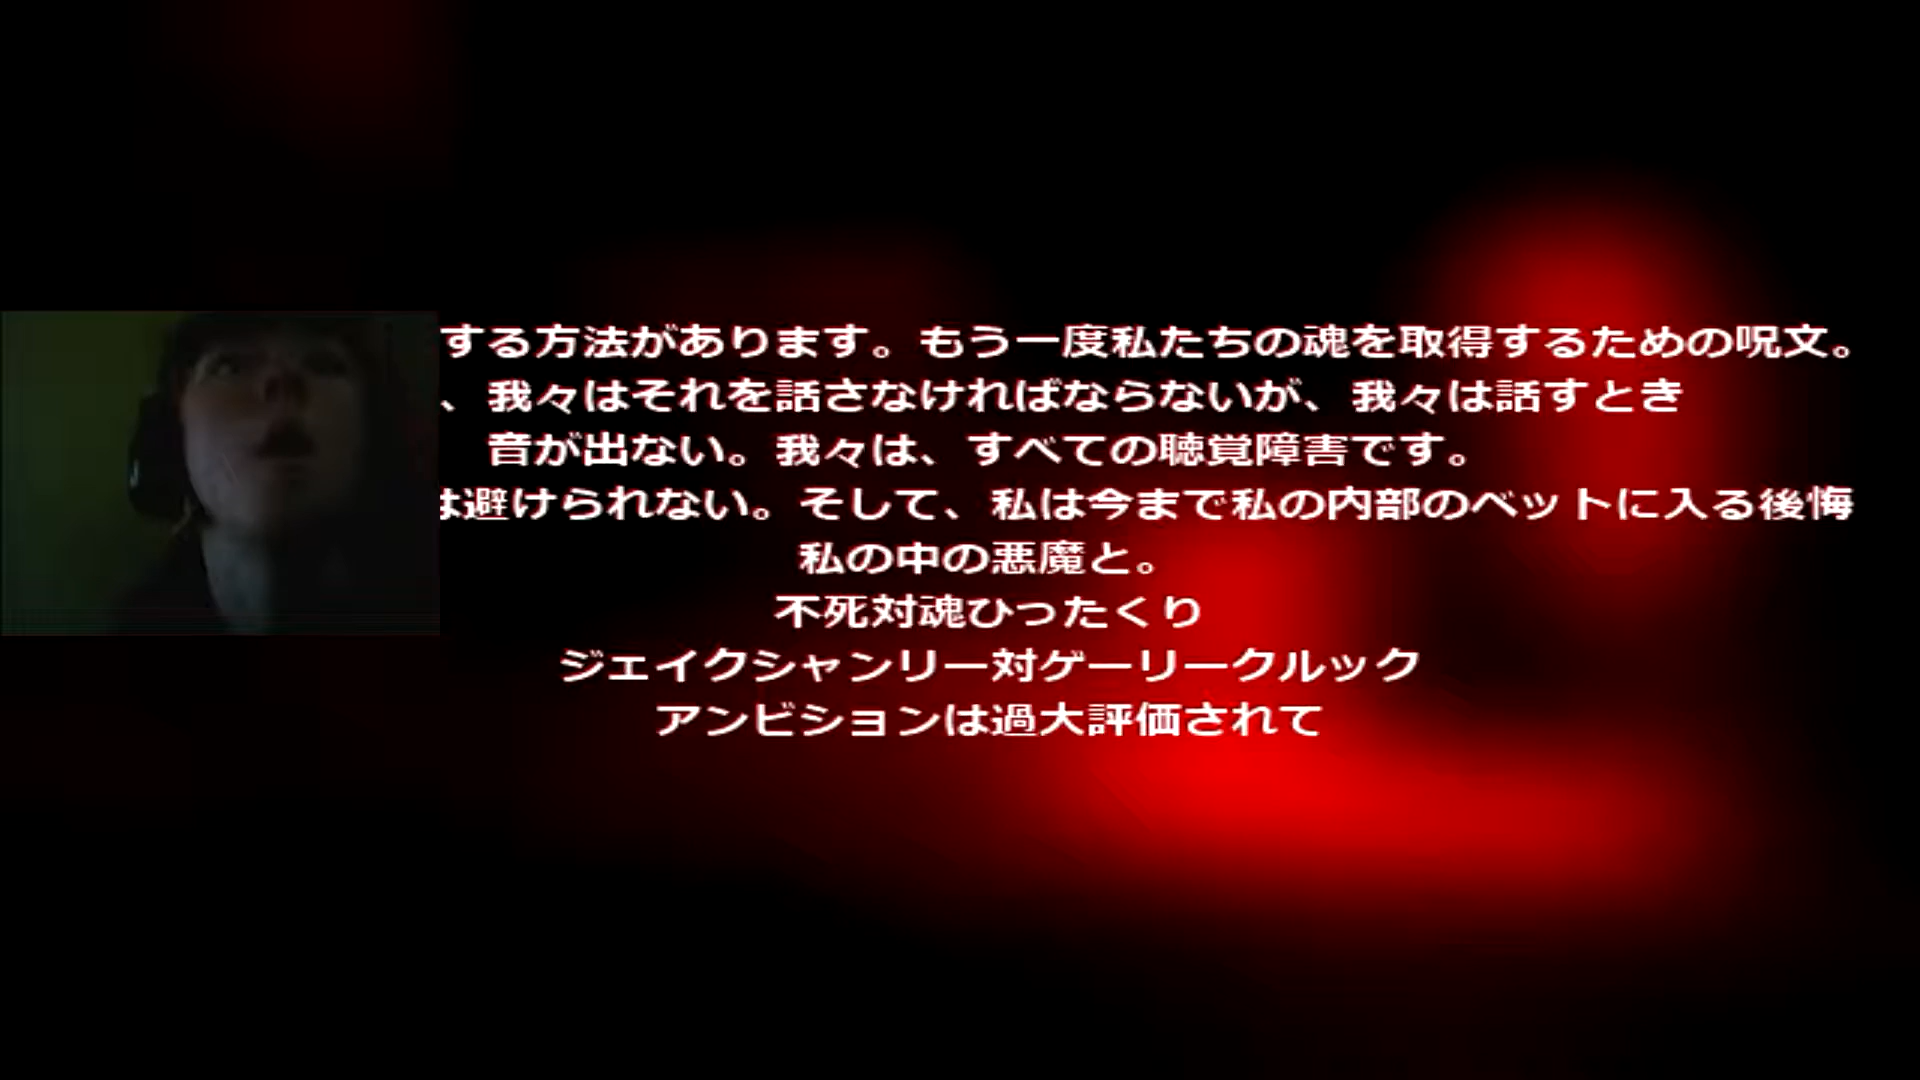 する方法があります。もう一度私たちの魂を取得するための呪文。
、我々はそれを話さなければならないが、我々は話すとき
音が出ない。我々は、すべての聴覚障害です。
は避けられない。そして、私は今まで私の内部のベットに入る後悔
私の中の悪魔と。
不死対魂ひったくり
ジェイクシャンリー対ゲーリークルック
アンビションは過大評価されて